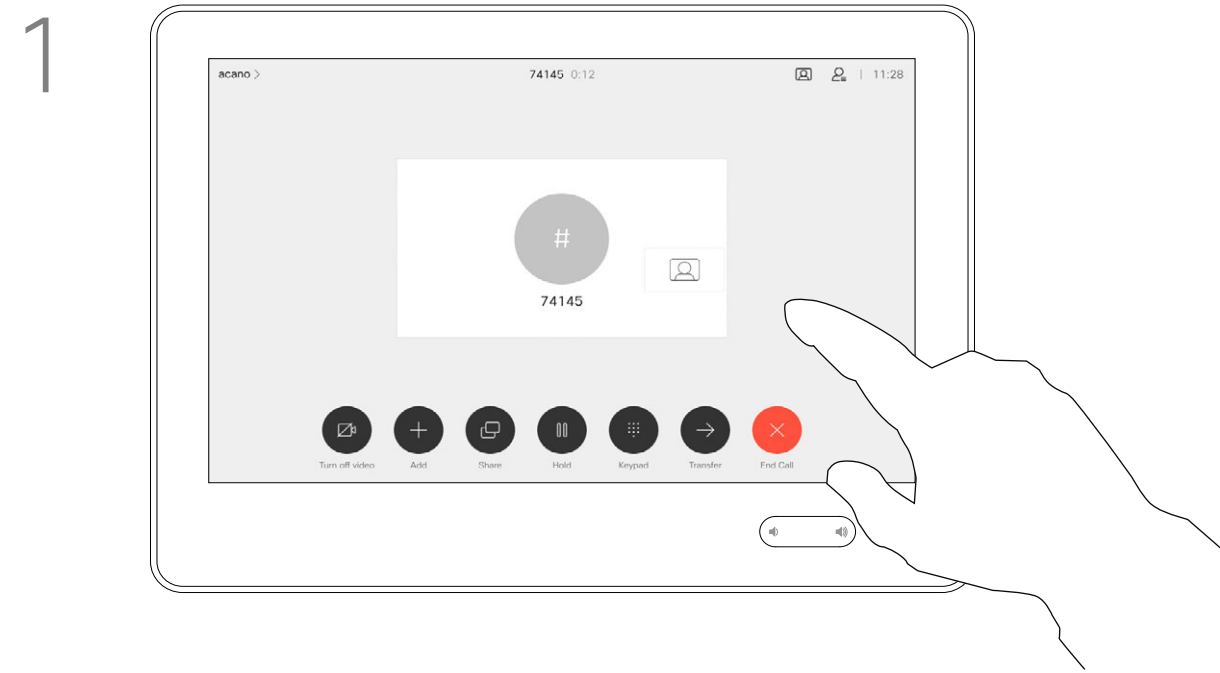 1
acano > 74145 0:12 11:28
#
74145
Turn off video Add Share Hold Keypad Transfer End Call